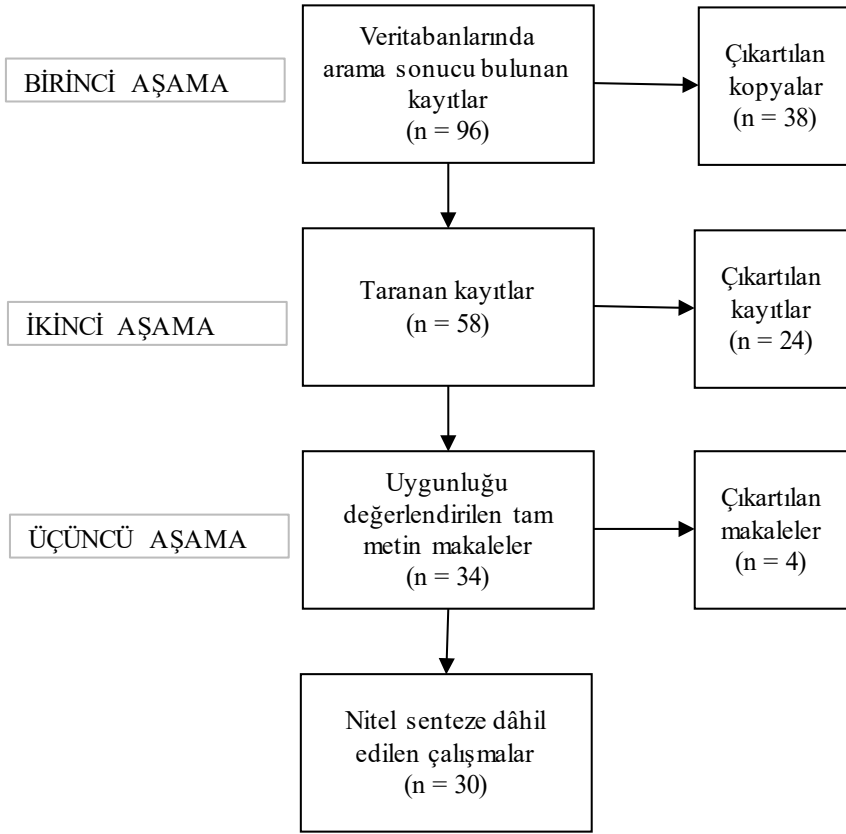 BİRİNCİ AŞAMA
Veritabanlarında
arama sonucu bulunan
kayıtlar
(n = 96)
Çıkartılan
kopyalar
(n = 38)
İKİNCİ AŞAMA
Taranan kayıtlar
(n = 58)
Çıkartılan
kayıtlar
(n = 24)
ÜÇÜNCÜ AŞAMA
Uygunluğu
değerlendirilen tam
metin makaleler
(n = 34)
Çıkartılan
makaleler
(n = 4)
Nitel senteze dâhil
edilen çalışmalar
(n = 30)